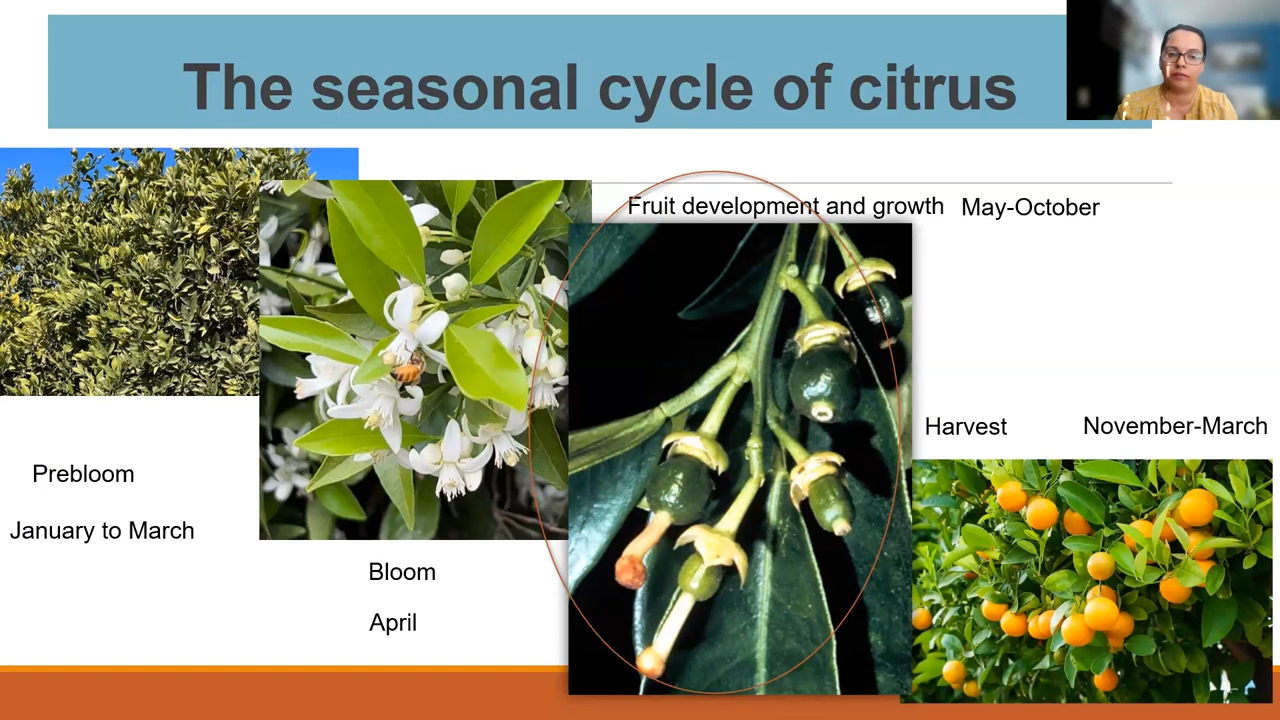 The seasonal cycle of citrus
Fruit development and growth May-October
Harvest November-March
Prebloom
January to March
Bloom
April